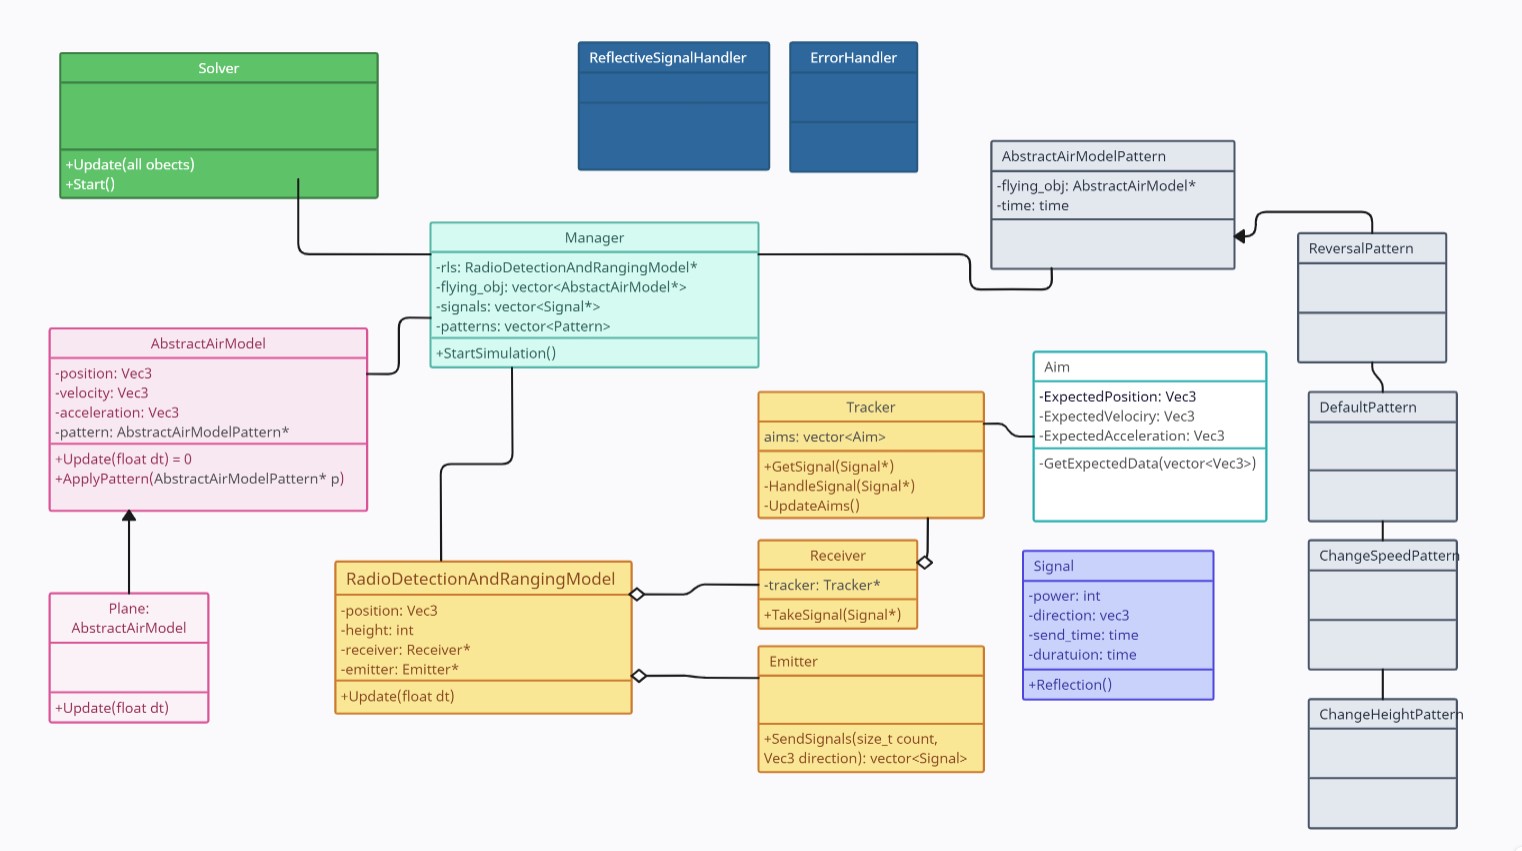 Solver
+Update(all obects)
+Start()
ReflectiveSignalHandler
ErrorHandler
AbstractAirModelPattern
-flying_obj: AbstractAirModel*
-time: time
Manager
-rls: RadioDetectionAndRangingModel*
-flying_obj: vector<AbstactAirModel*>
-signals: vector<Signal*>
-patterns: vector<Pattern>
+StartSimulation()
ReversalPattern
AbstractAirModel
-position: Vec3
-velocity: Vec3
-acceleration: Vec3
-pattern: AbstractAirModelPattern*
+Update(float dt) = 0
+ApplyPattern(AbstractAirModelPattern* p)
Aim
-ExpectedPosition: Vec3
-ExpectedVelociry: Vec3
-ExpectedAcceleration: Vec3
-GetExpectedData(vector<Vec3>)
Tracker
aims: vector<Aim>
+GetSignal(Signal*)
-HandleSignal(Signal*)
-UpdateAims()
DefaultPattern
Receiver
-tracker: Tracker*
+TakeSignal(Signal*)
Signal
-power: int
-direction: vec3
-send_time: time
-duratuion: time
+Reflection()
ChangeSpeedPattern
RadioDetectionAndRangingModel
-position: Vec3
-height: int
-receiver: Receiver*
-emitter: Emitter*
+Update(float dt)
Plane:
AbstractAirModel
+Update(float dt)
Emitter
+SendSignals(size_t count,
Vec3 direction): vector<Signal>
ChangeHeightPattern